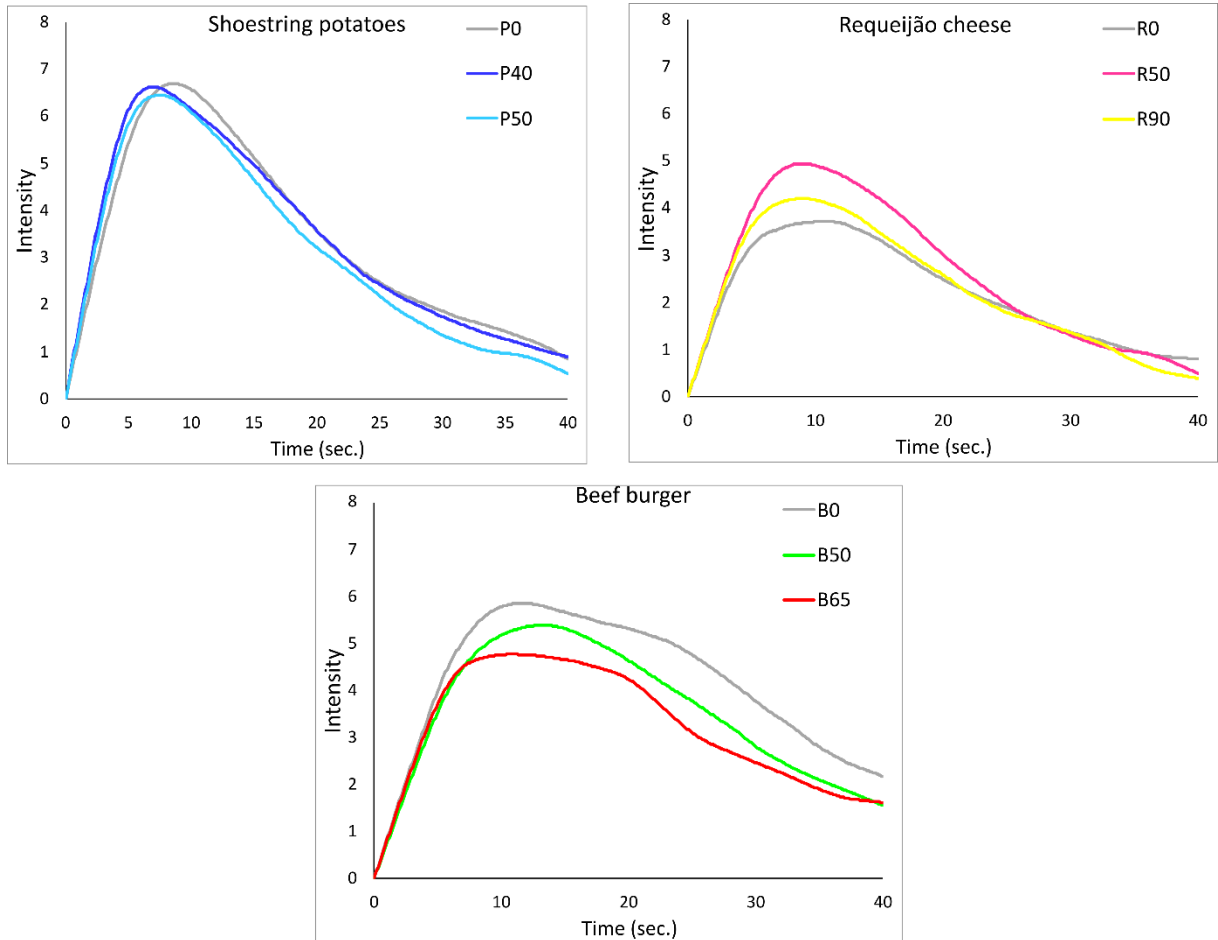 Shoestring potatoes
P0
P40
P50
8
7
6
5
4
3
2
1
0
Intensity
0 5 10 15 20 25 30 35 40
Time (sec.)
Requeijão cheese
R0
R50
R90
8
7
6
5
4
3
2
1
0
Intensity
0 10 20 30 40
Time (sec.)
Beef burger
B0
B50
B65
8
7
6
5
4
3
2
1
0
Intensity
0 10 20 30 40
Time (sec.)